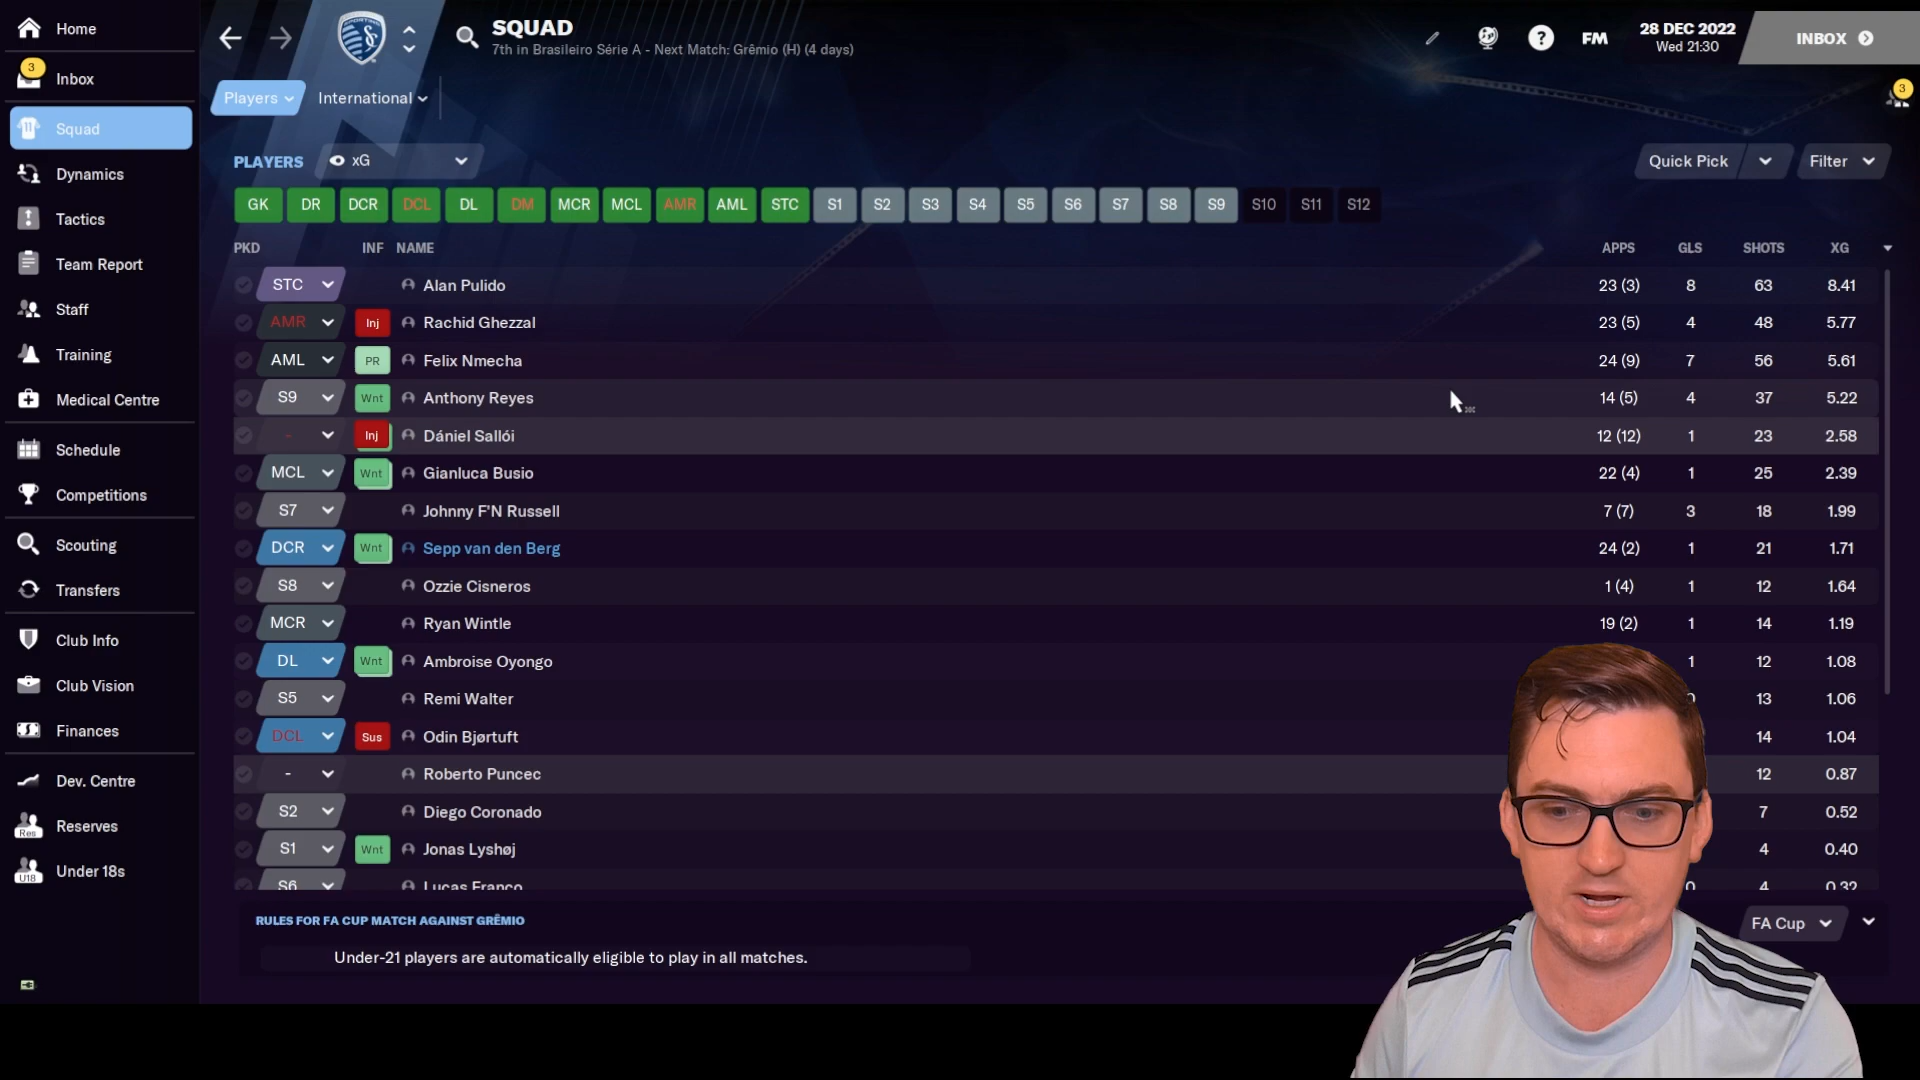 Home
3
Inbox
Squad
Dynamics
Tactics
Team Report
Staff
Training
Medical Centre
Schedule
Competitions
Scouting
Transfers
Club Info
Club Vision
Finances
Dev. Centre
Res
Reserves
U18
Under 18s
SQUAD
7th in Brasileiro Série A - Next Match: Grêmio (H) (4 days)
? FM
28 DEC 2022
Wed 21:30
INBOX
3
Players International
PLAYERS xG Quick Pick Filter
GK DR DCR DCL DL DM MCR MCL AMR AML STC S1 S2 S3 S4 S5 S6 S7 S8 S9 S10 S11 S12
PKD INF NAME APPS GLS SHOTS XG
STC Alan Pulido 23 (3) 8 63 8.41
AMR Inj Rachid Ghezzal 23 (5) 4 48 5.77
AML PR Felix Nmecha 24 (9) 7 56 5.61
S9 Wnt Anthony Reyes 14 (5) 4 37 5.22
- Inj Dániel Sallói 12 (12) 1 23 2.58
MCL Wnt Gianluca Busio 22 (4) 1 25 2.39
S7 Johnny F'N Russell 7 (7) 3 18 1.99
DCR Wnt Sepp van den Berg 24 (2) 1 21 1.71
S8 Ozzie Cisneros 1 (4) 1 12 1.64
MCR Ryan Wintle 19 (2) 1 14 1.19
DL Wnt Ambroise Oyongo 1 12 1.08
S5 Remi Walter 13 1.06
DCL Sus Odin Bjørtuft 14 1.04
- Roberto Puncec 12 0.87
S2 Diego Coronado 7 0.52
S1 Wnt Jonas Lyshøj 4 0.40
S6 Lucas Franco 0 4 0.32
RULES FOR FA CUP MATCH AGAINST GRÊMIO
FA Cup
Under-21 players are automatically eligible to play in all matches.